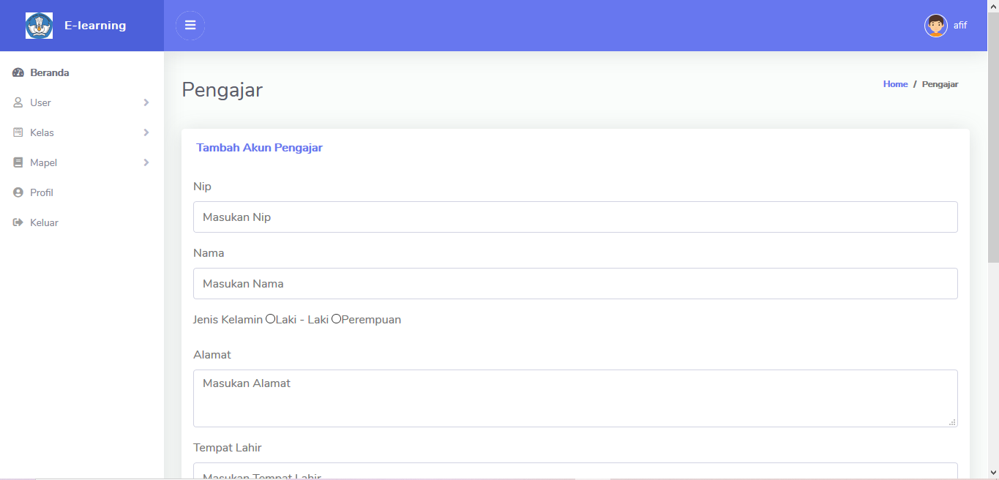 E-learning
afif
Beranda
User
Kelas
Mapel
Profil
Keluar
Pengajar
Home / Pengajar
Tambah Akun Pengajar
Nip
Masukan Nip
Nama
Masukan Nama
Jenis Kelamin Laki - Laki Perempuan
Alamat
Masukan Alamat
Tempat Lahir
Masukan Tempat Lahir